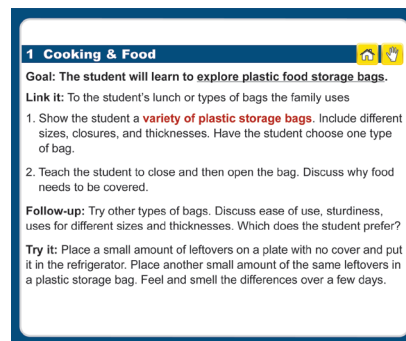 1 Cooking & Food
Goal: The student will learn to explore plastic food storage bags.
Link it: To the student's lunch or types of bags the family uses
1. Show the student a variety of plastic storage bags. Include different
sizes, closures, and thicknesses. Have the student choose one type
of bag.
2. Teach the student to close and then open the bag. Discuss why food
needs to be covered.
Follow-up: Try other types of bags. Discuss ease of use, sturdiness,
uses for different sizes and thicknesses. Which does the student prefer?
Try it: Place a small amount of leftovers on a plate with no cover and put
it in the refrigerator. Place another small amount of the same leftovers in
a plastic storage bag. Feel and smell the differences over a few days.